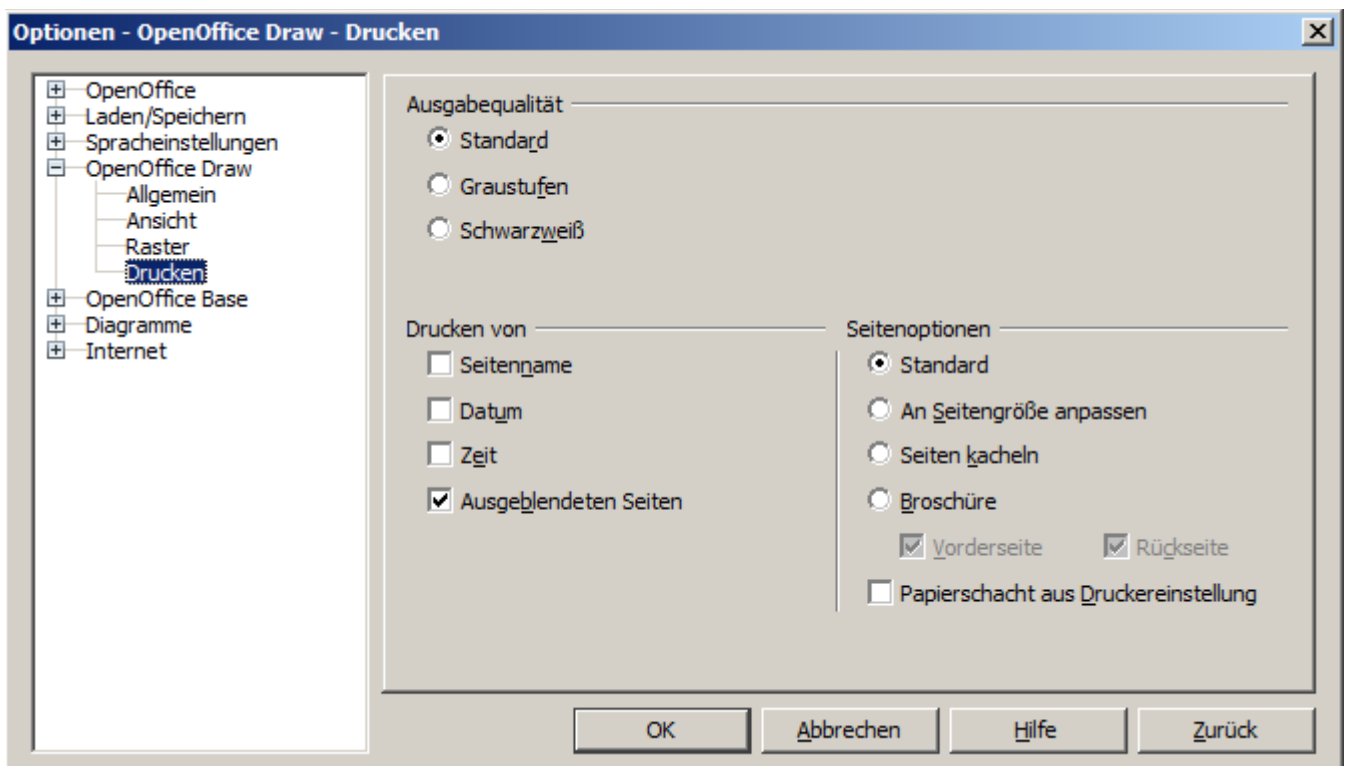 Optionen - OpenOffice Draw - Drucken
OpenOffice
Laden/Speichern
Spracheinstellungen
OpenOffice Draw
Allgemein
Ansicht
Raster
Drucken
OpenOffice Base
Diagramme
Internet
Ausgabequalität
Standard
Graustufen
Schwarzweiß
Drucken von
Seitenname
Datum
Zeit
Ausgeblendeten Seiten
Seitenoptionen
Standard
An Seitengröße anpassen
Seiten kacheln
Broschüre
Vorderseite Rückseite
Papierschacht aus Druckereinstellung
OK Abbrechen Hilfe Zurück